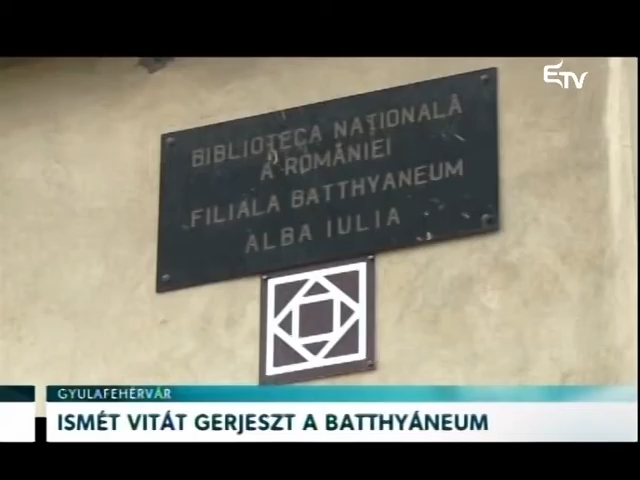 ETV
BIBLIOTECA NAȚIONALĂ
A ROMÂNIEI
FILIALA BATTHYANEUM
ALBA IULIA
GYULAFEHÉRVÁR
ISMÉT VITÁT GERJESZT A BATTHYÁNEUM